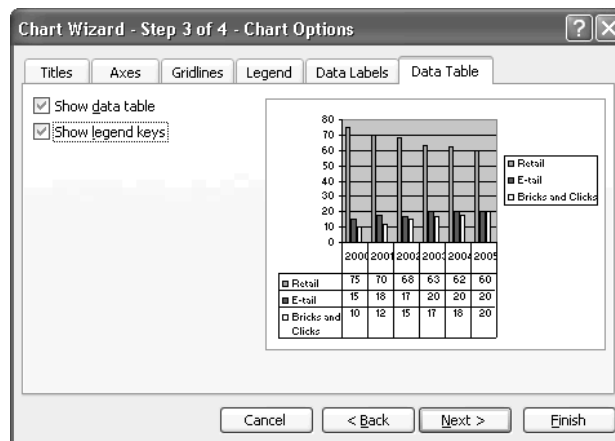 Chart Wizard - Step 3 of 4 - Chart Options
Titles Axes Gridlines Legend Data Labels Data Table
Show data table
Show legend keys
80
70
60
50
40
30
20
10
0
Retail
E-tail
Bricks and Clicks
2000 2001 2002 2003 2004 2005
Retail 75 70 68 63 62 60
E-tail 15 18 17 20 20 20
Bricks and Clicks 10 12 15 17 18 20
Cancel < Back Next > Finish